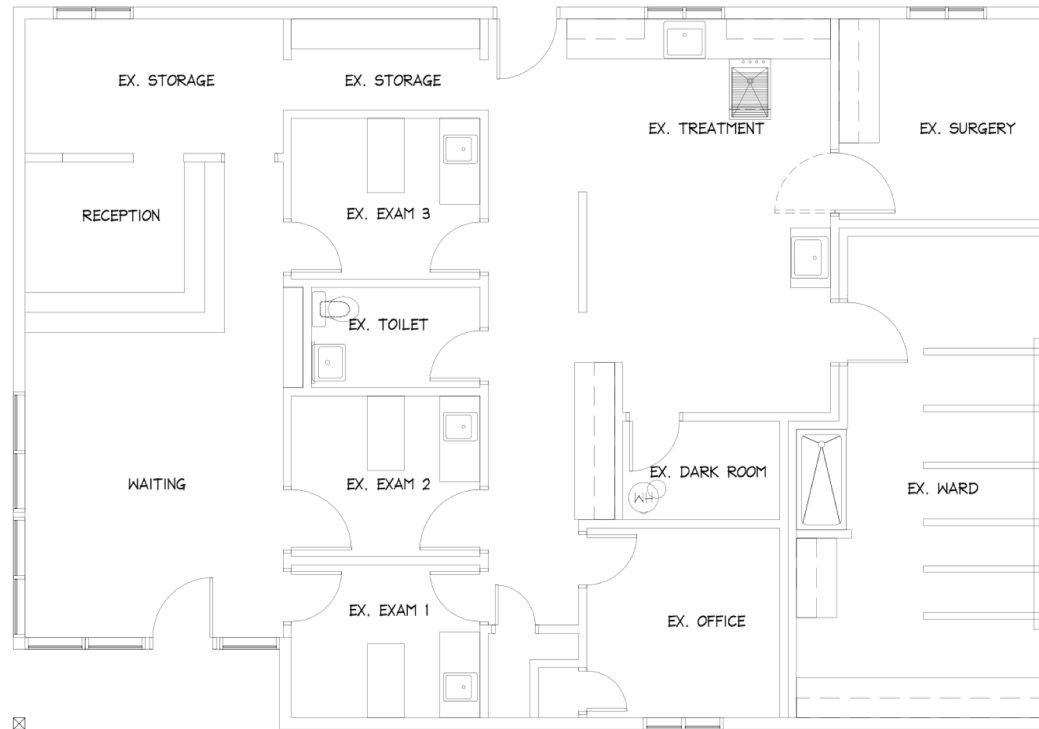 EX. STORAGE
EX. STORAGE
EX. TREATMENT
EX. SURGERY
RECEPTION
EX. EXAM 3
EX. TOILET
WAITING
EX. EXAM 2
EX. DARK ROOM
WH
EX. WARD
EX. EXAM 1
EX. OFFICE